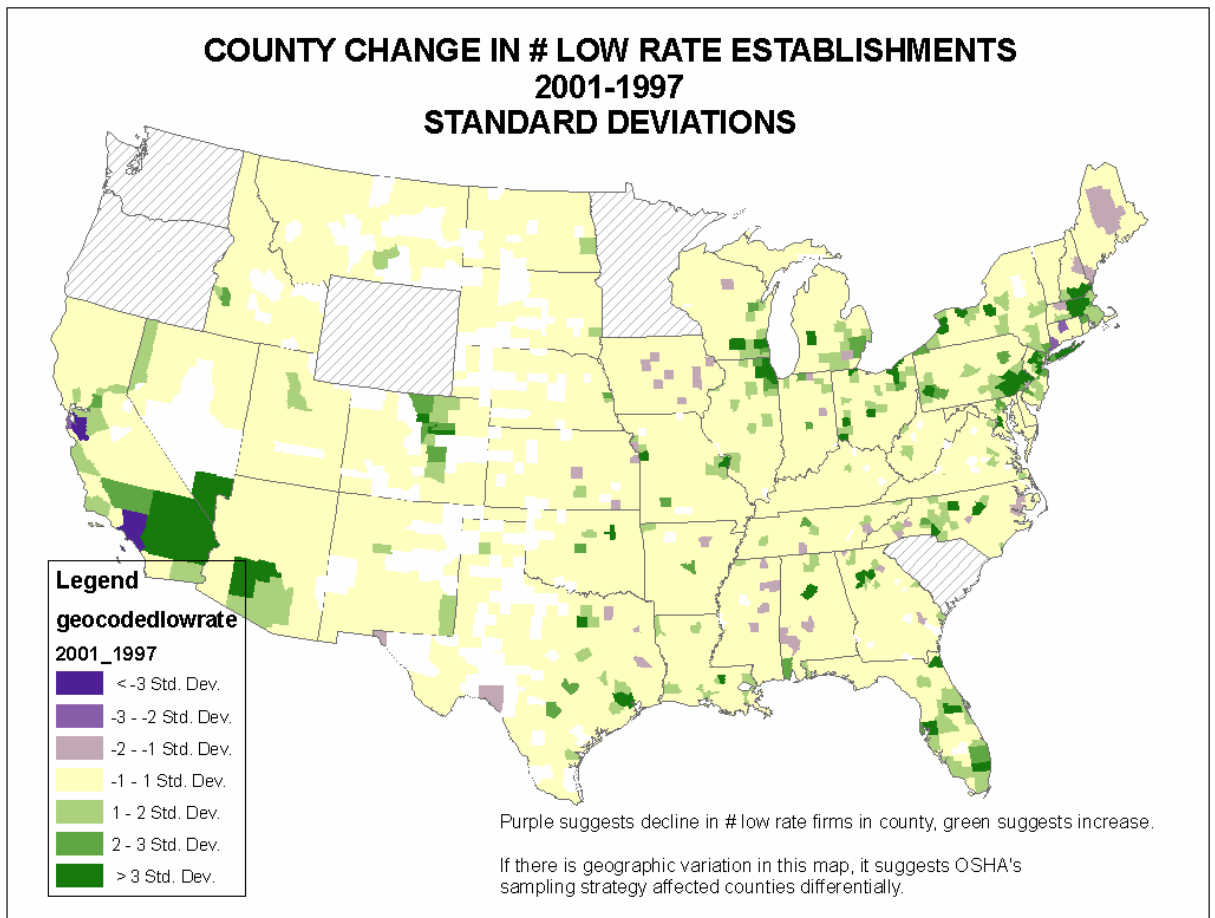 COUNTY CHANGE IN # LOW RATE ESTABLISHMENTS
2001-1997
STANDARD DEVIATIONS
Legend
geocodedlowrate
2001_1997
< -3 Std. Dev.
-3 - -2 Std. Dev.
-2 - -1 Std. Dev.
-1 - 1 Std. Dev.
1 - 2 Std. Dev.
2 - 3 Std. Dev.
> 3 Std. Dev.
Purple suggests decline in # low rate firms in county, green suggests increase.
If there is geographic variation in this map, it suggests OSHA's
sampling strategy affected counties differentially.